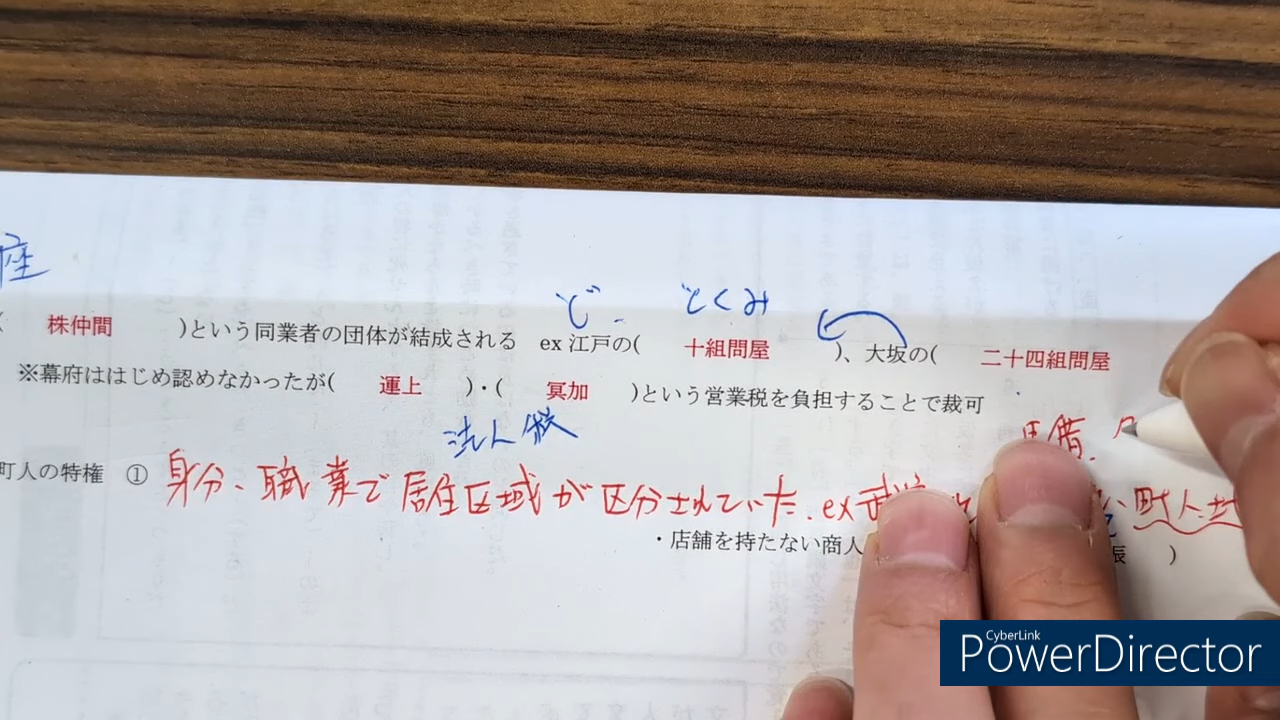 座
ど
とくみ
( 株仲間 )という同業者の団体が結成される ex 江戸の( 十組問屋 )、大坂の( 二十四組問屋
※幕府ははじめ認めなかったが( 運上 )・( 冥加 )という営業税を負担することで裁可
法人税
町人の特権 ① 身分、職業で居住区域が区分されていた. ex 町人地
・店舗を持たない商人 )
CyberLink
PowerDirector